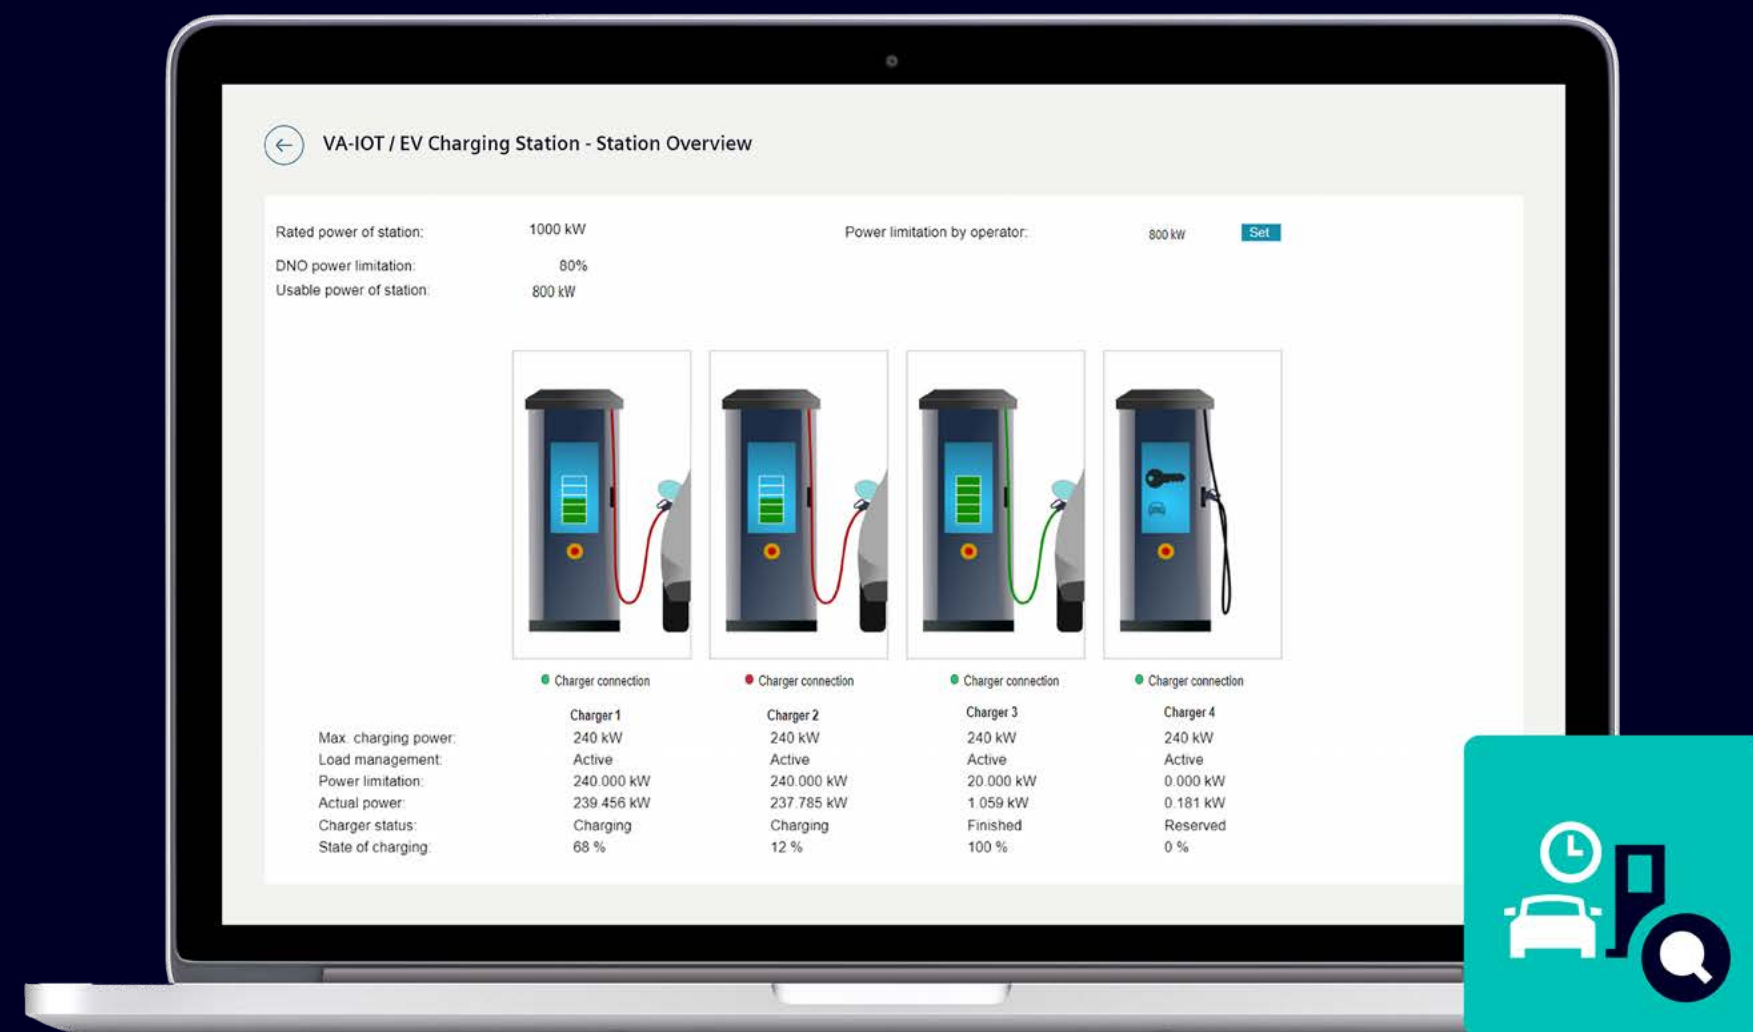 VA-IOT / EV Charging Station - Station Overview
Rated power of station: 1000 kW Power limitation by operator: 800 kW Set
DNO power limitation: 80%
Usable power of station: 800 kW
Charger connection Charger connection Charger connection Charger connection
Charger 1 Charger 2 Charger 3 Charger 4
Max. charging power: 240 kW 240 kW 240 kW 240 kW
Load management: Active Active Active Active
Power limitation: 240.000 kW 240.000 kW 20.000 kW 0.000 kW
Actual power: 239.456 kW 237.785 kW 1.059 kW 0.181 kW
Charger status: Charging Charging Finished Reserved
State of charging: 68 % 12 % 100 % 0 %